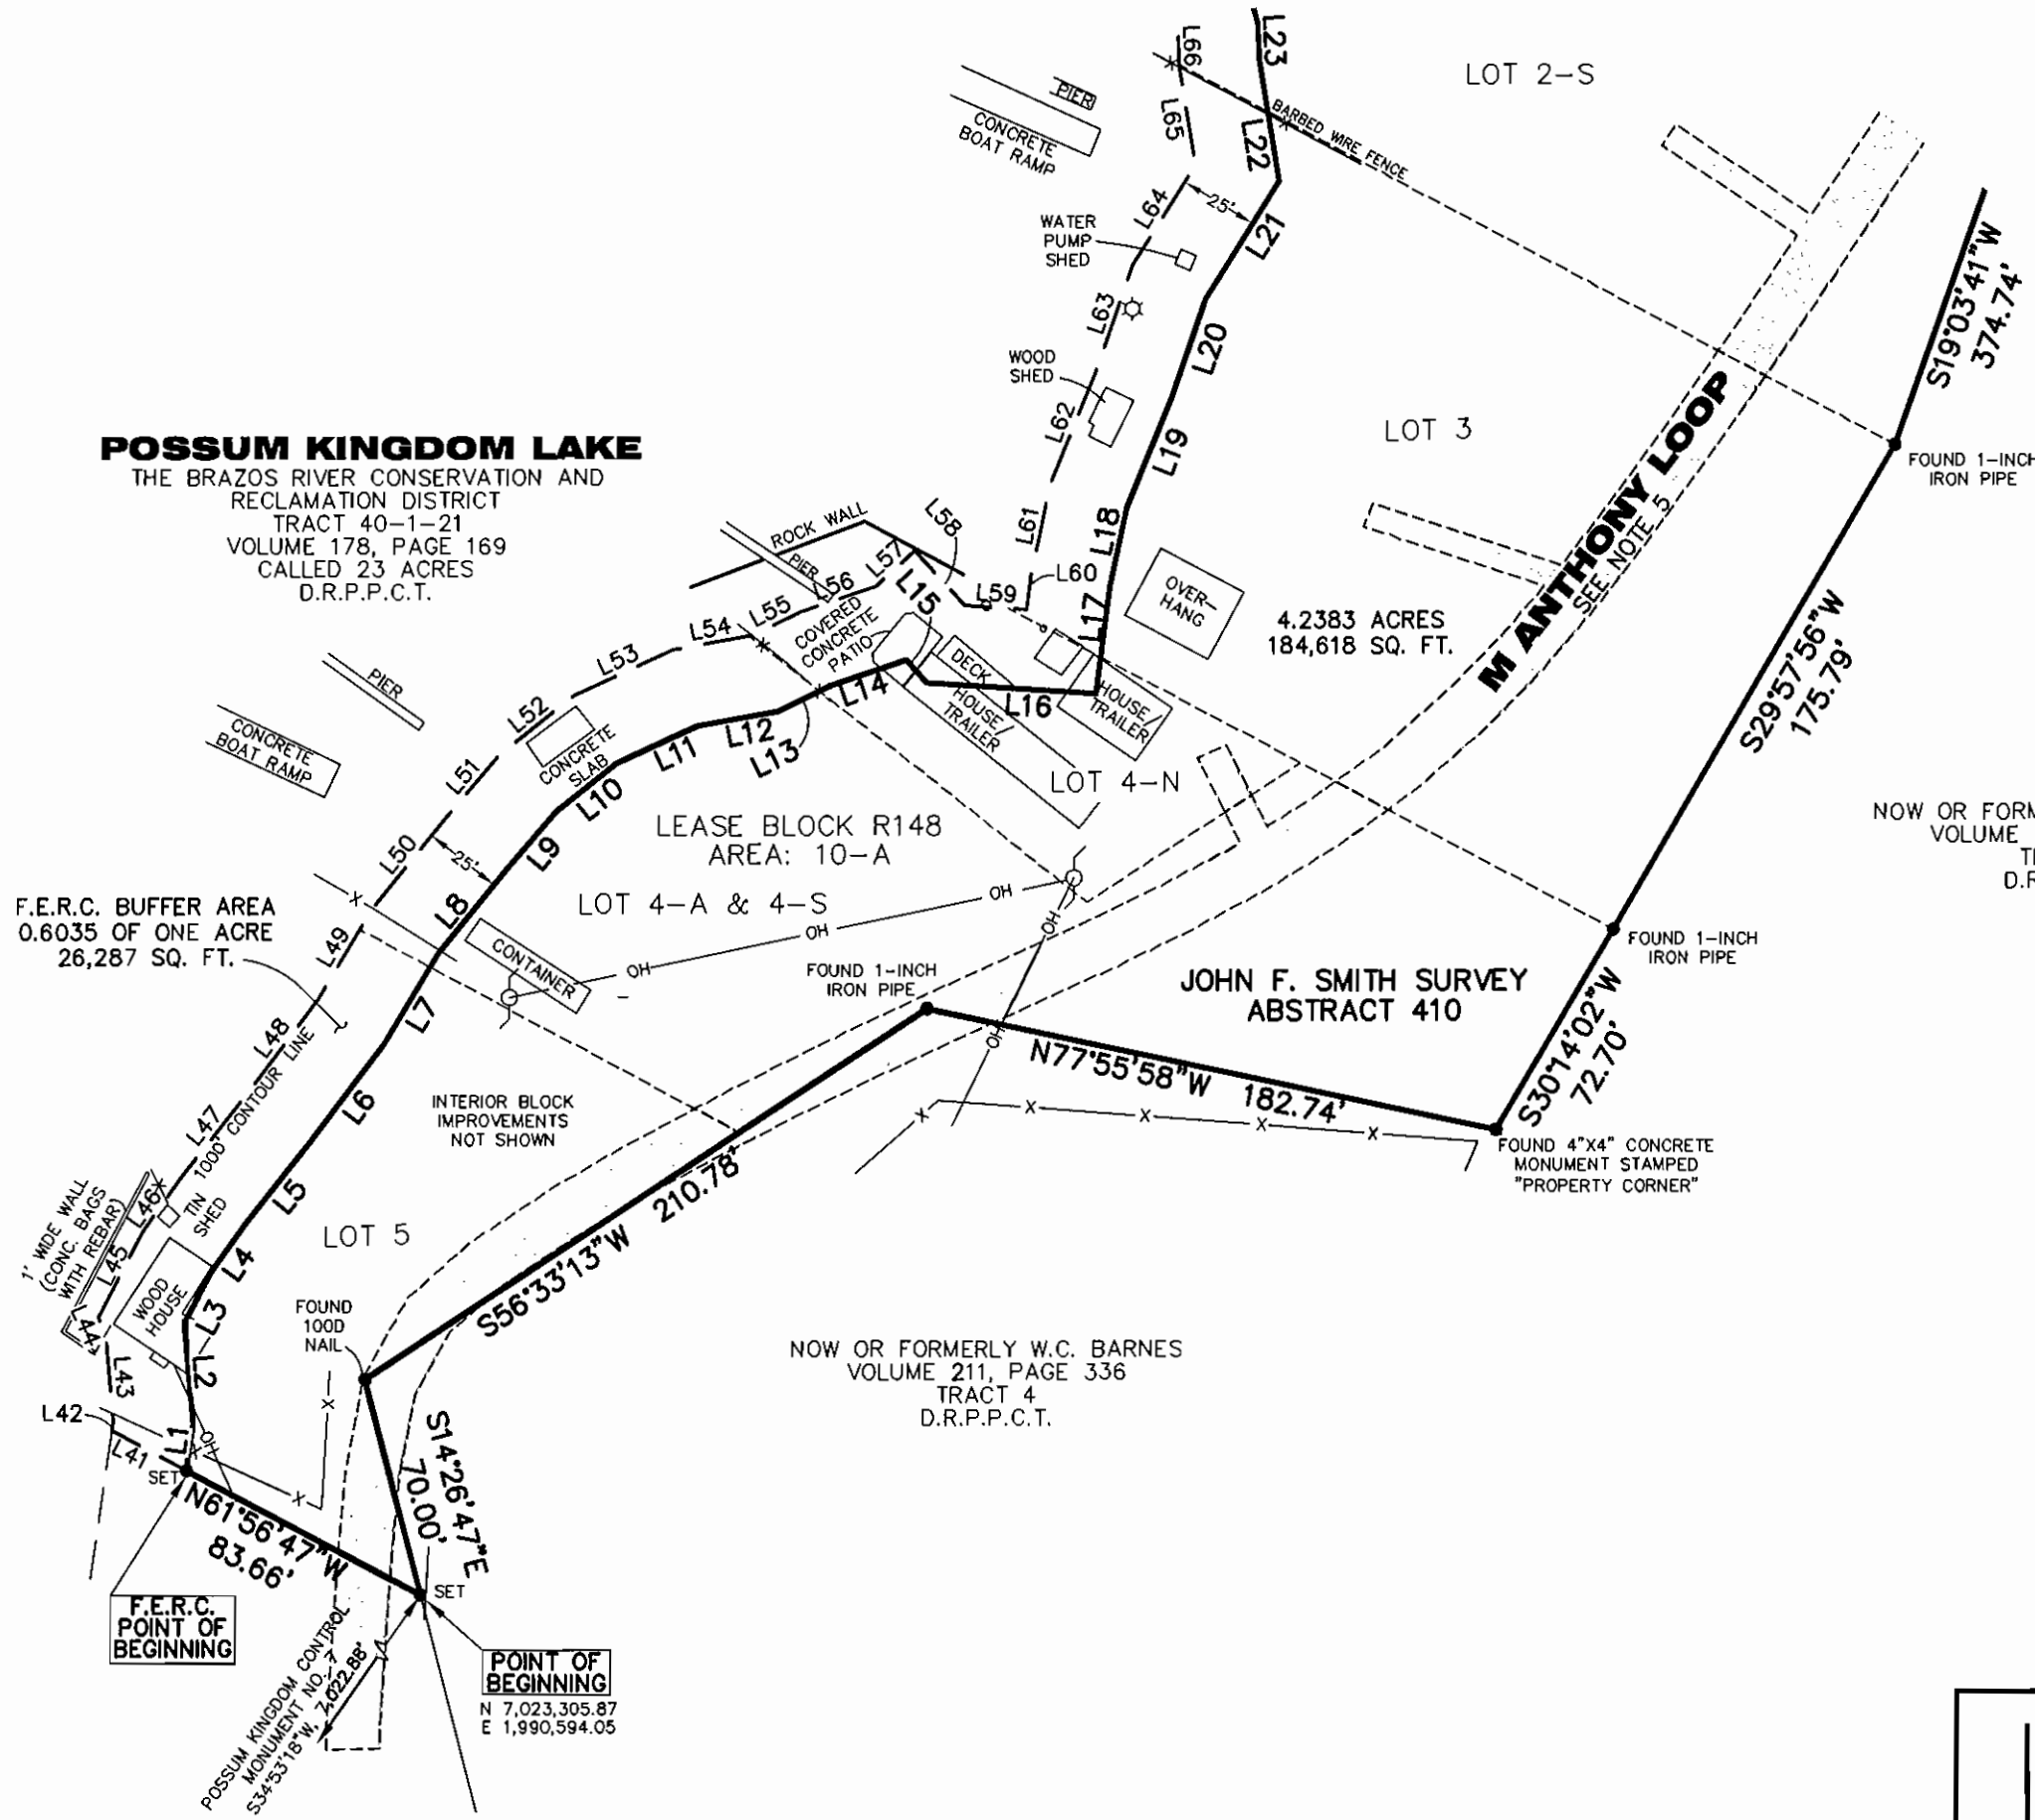 L23
L66
LOT 2-S
PIER
CONCRETE
BOAT RAMP
L65
L22
BARBED WIRE FENCE
L64
25'
L21
WATER
PUMP
SHED
S19°03'41"W
374.74'
L63
L20
WOOD
SHED
L62
L19
LOT 3
M ANTHONY LOOP
SEE NOTE 5
FOUND 1-INCH
IRON PIPE
POSSUM KINGDOM LAKE
THE BRAZOS RIVER CONSERVATION AND
RECLAMATION DISTRICT
TRACT 40-1-21
VOLUME 178, PAGE 169
CALLED 23 ACRES
D.R.P.P.C.T.
ROCK WALL
PIER
L58
L61
L18
L57
L56
L15
L60
L59
L55
L54
L53
COVERED
CONCRETE
PATIO
L17
OVER-
HANG
4.2383 ACRES
184,618 SQ. FT.
DECK
HOUSE/
TRAILER
HOUSE/
TRAILER
L16
L14
L12
L13
L11
L10
S29°57'56"W
175.79'
PIER
CONCRETE
BOAT RAMP
L52
L51
CONCRETE
SLAB
LOT 4-N
LEASE BLOCK R148
AREA: 10-A
L50
25'
L9
L8
LOT 4-A & 4-S
OH
OH
OH
OH
OH
F.E.R.C. BUFFER AREA
0.6035 OF ONE ACRE
26,287 SQ. FT.
L49
CONTAINER
L7
FOUND 1-INCH
IRON PIPE
JOHN F. SMITH SURVEY
ABSTRACT 410
FOUND 1-INCH
IRON PIPE
NOW OR FORM
VOLUME
D.R
S30°14'02"W
72.70'
N77°55'58"W 182.74'
FOUND 4"X4" CONCRETE
MONUMENT STAMPED
"PROPERTY CORNER"
L48
1000' CONTOUR LINE
L47
L6
INTERIOR BLOCK
IMPROVEMENTS
NOT SHOWN
L5
L46
TIN
SHED
1' WIDE WALL
(CONC. BAGS
WITH REBAR)
L45
WOOD
HOUSE
L4
L3
LOT 5
S56°33'13"W 210.78'
FOUND
100D
NAIL
L44
L43
L2
L42
L41
L1
OH
SET
NOW OR FORMERLY W.C. BARNES
VOLUME 211, PAGE 336
TRACT 4
D.R.P.P.C.T.
S14°26'47"E
70.00'
N61°56'47"W
83.66'
SET
F.E.R.C.
POINT OF
BEGINNING
POINT OF
BEGINNING
N 7,023,305.87
E 1,990,594.05
POSSUM KINGDOM CONTROL
MONUMENT NO. 7
S34°53'18"W, 7,022.88'